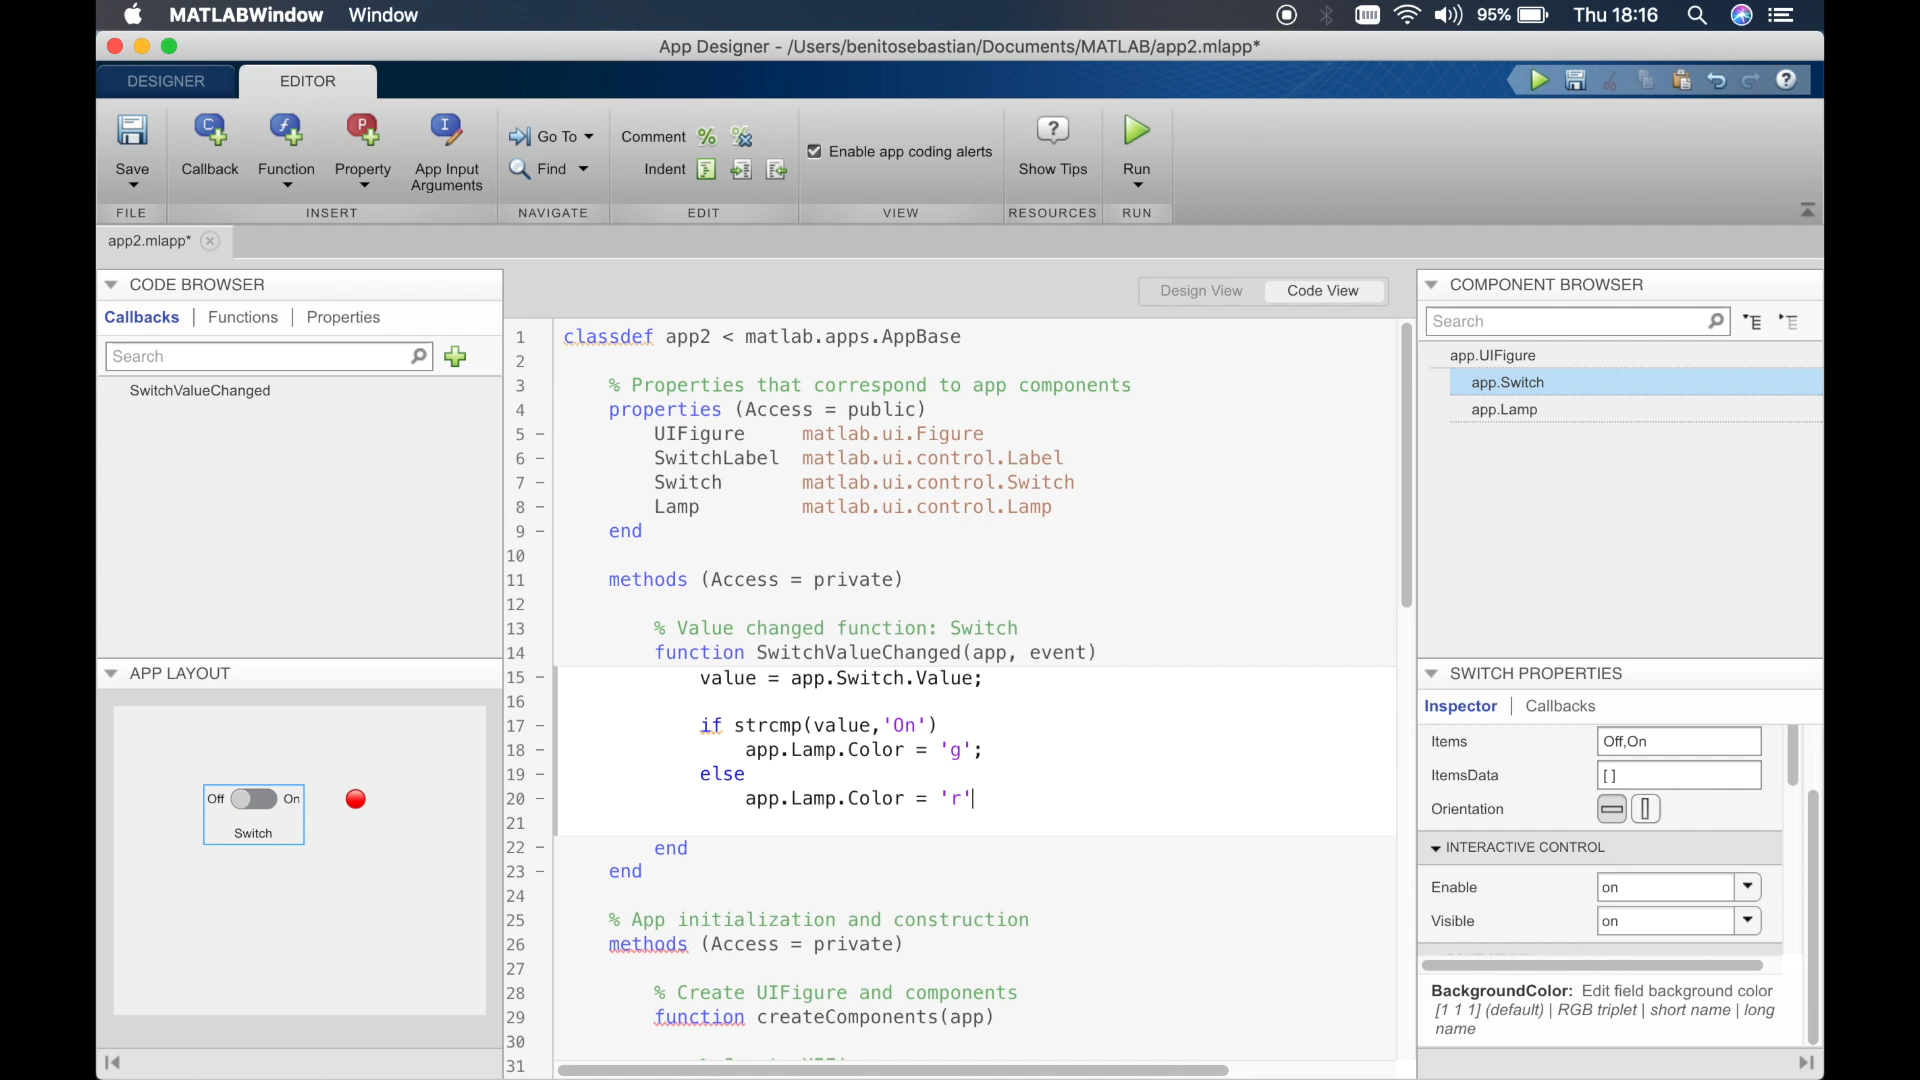 MATLABWindow Window 95% Thu 18:16
App Designer - /Users/benitosebastian/Documents/MATLAB/app2.mlapp*
DESIGNER EDITOR
Save Callback Function Property App Input Arguments
Go To Comment
Find Indent
Enable app coding alerts
Show Tips Run
FILE INSERT NAVIGATE EDIT VIEW RESOURCES RUN
app2.mlapp*
CODE BROWSER
Callbacks Functions Properties
Search
SwitchValueChanged
APP LAYOUT
Off On
Switch
Design View Code View
1 classdef app2 < matlab.apps.AppBase
2
3 % Properties that correspond to app components
4 properties (Access = public)
5 – UIFigure matlab.ui.Figure
6 – SwitchLabel matlab.ui.control.Label
7 – Switch matlab.ui.control.Switch
8 – Lamp matlab.ui.control.Lamp
9 – end
10
11 methods (Access = private)
12
13 % Value changed function: Switch
14 function SwitchValueChanged(app, event)
15 – value = app.Switch.Value;
16
17 – if strcmp(value,'On')
18 – app.Lamp.Color = 'g';
19 – else
20 – app.Lamp.Color = 'r'
21
22 – end
23 – end
24
25 % App initialization and construction
26 methods (Access = private)
27
28 % Create UIFigure and components
29 function createComponents(app)
30
31
COMPONENT BROWSER
Search
app.UIFigure
app.Switch
app.Lamp
SWITCH PROPERTIES
Inspector Callbacks
Items Off,On
ItemsData [ ]
Orientation
INTERACTIVE CONTROL
Enable on
Visible on
BackgroundColor: Edit field background color
[1 1 1] (default) | RGB triplet | short name | long
name